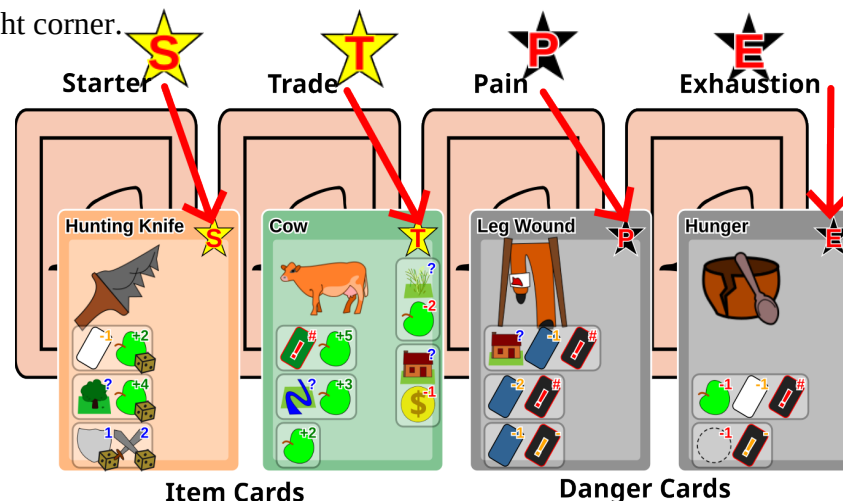 ht corner.
S T P E
Starter Trade Pain Exhaustion
Hunting Knife S
Cow T
Leg Wound P
Hunger E
-1 +2
? +4
1 2
# +5
? +3
+2
? -2
? -1 $
? -1 #
-2 #
-1 -
-1 -1 #
-1 -
Item Cards
Danger Cards